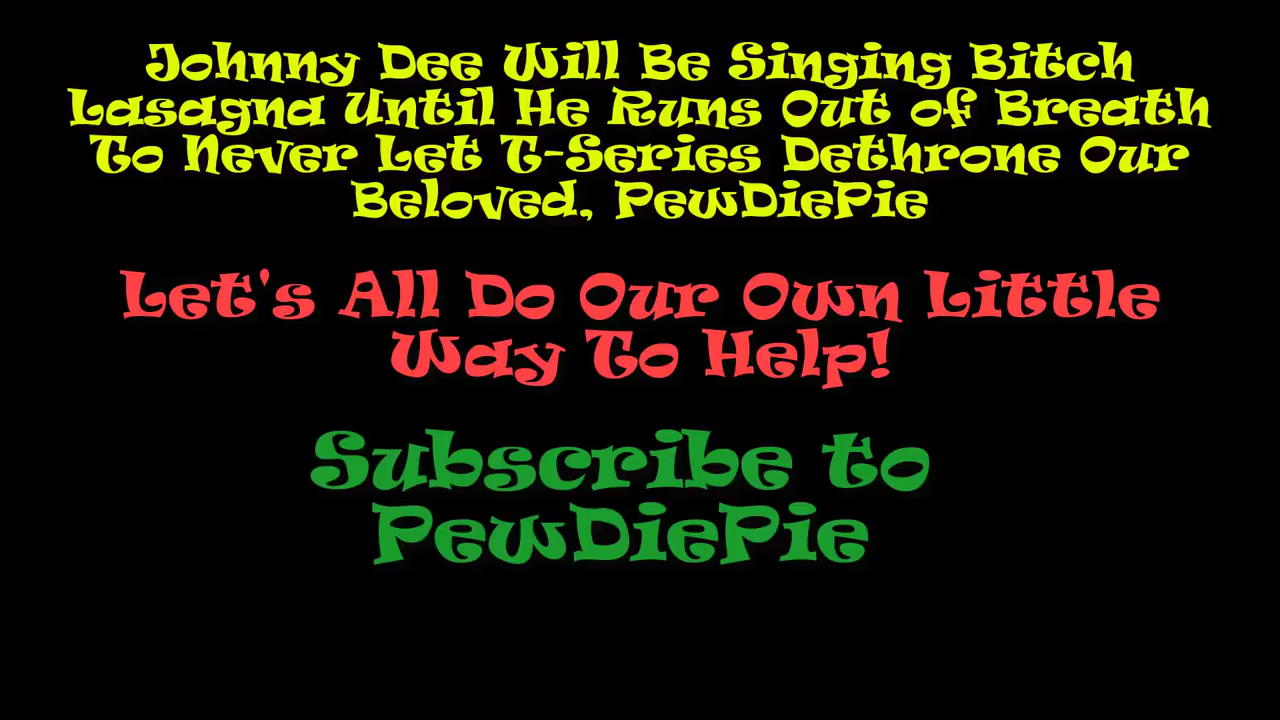 Johnny Dee Will Be Singing Bitch
Lasagna Until He Runs Out of Breath
To Never Let T-Series Dethrone Our
Beloved, PewDiePie
Let's All Do Our Own Little
Way To Help!
Subscribe to
PewDiePie